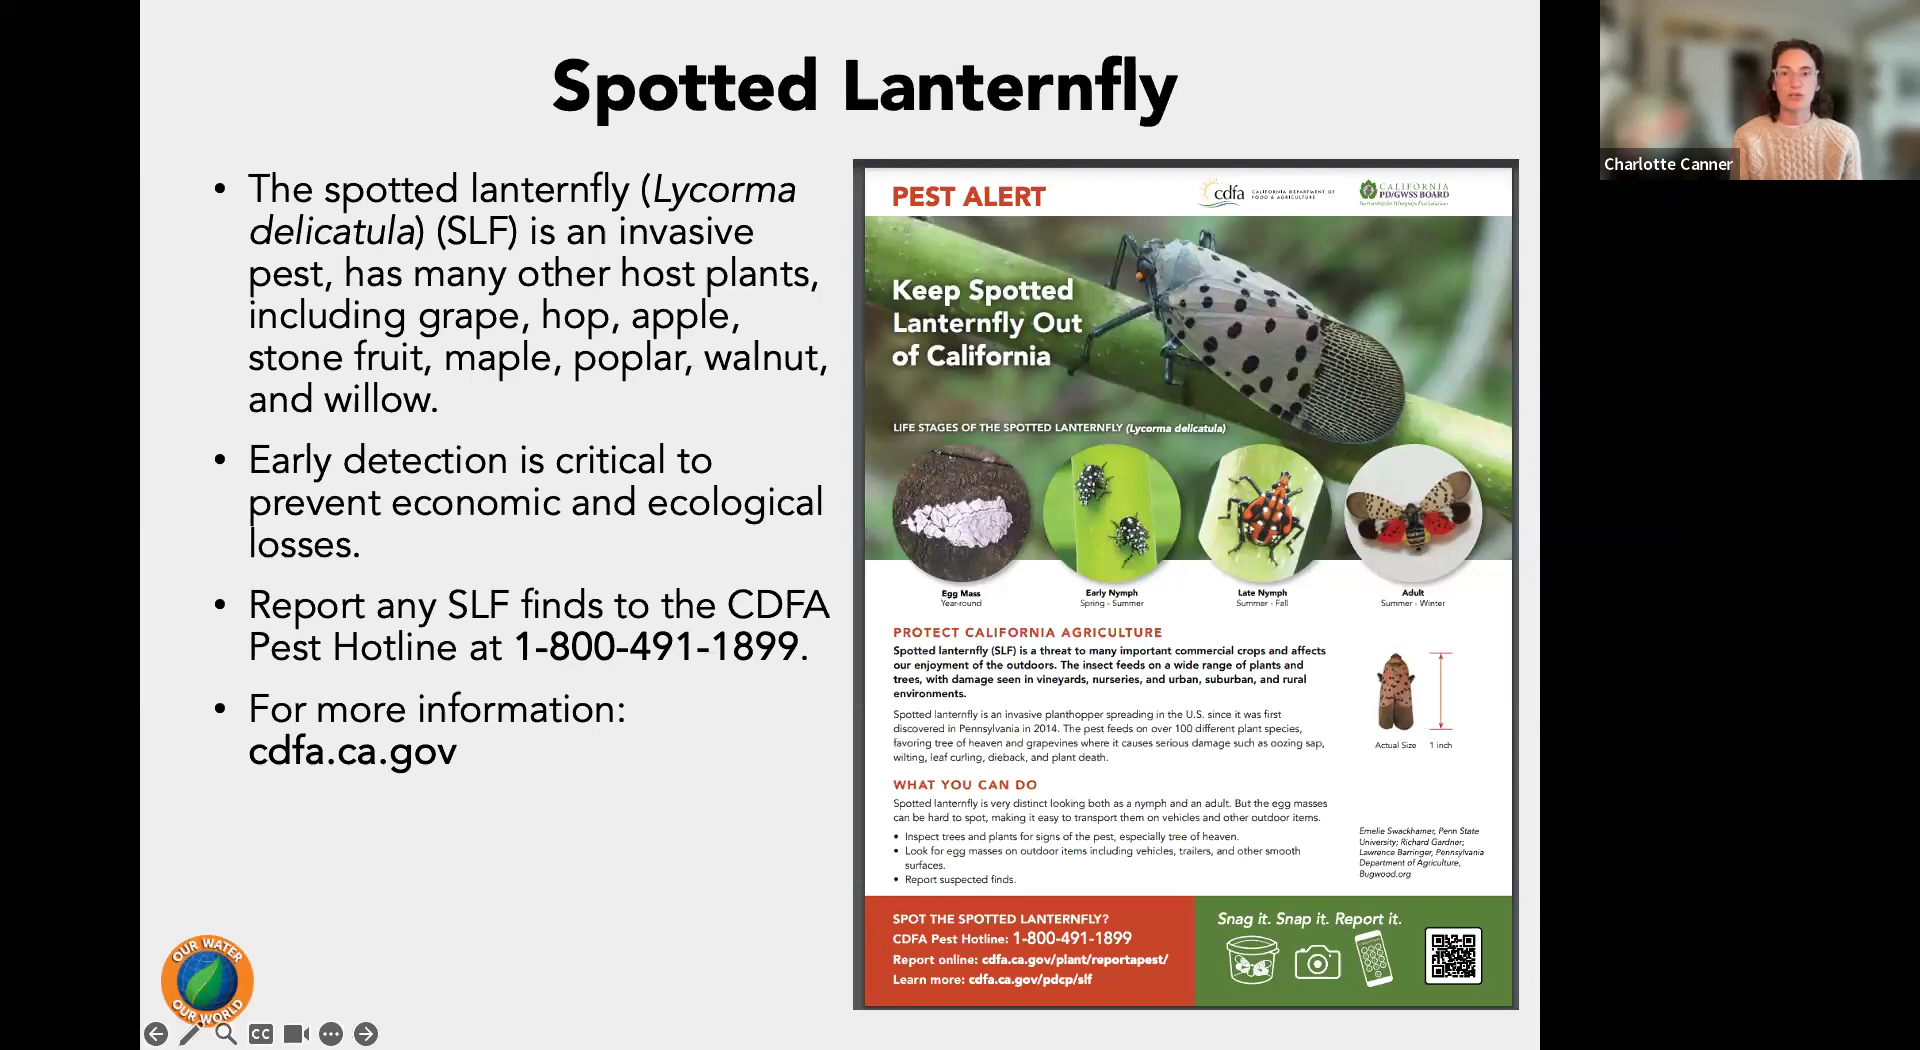 Spotted Lanternfly
• The spotted lanternfly (Lycorma
delicatula) (SLF) is an invasive
pest, has many other host plants,
including grape, hop, apple,
stone fruit, maple, poplar, walnut,
and willow.
• Early detection is critical to
prevent economic and ecological
losses.
• Report any SLF finds to the CDFA
Pest Hotline at 1-800-491-1899.
• For more information:
cdfa.ca.gov
OUR WATER
OUR WORLD
PEST ALERT
cdfa
CALIFORNIA DEPARTMENT OF
FOOD & AGRICULTURE
CALIFORNIA
PD/GWSS BOARD
Keep Spotted
Lanternfly Out
of California
LIFE STAGES OF THE SPOTTED LANTERNFLY (Lycorma delicatula)
Egg Mass
Year-round
Early Nymph
Spring - Summer
Late Nymph
Summer - Fall
Adult
Summer - Winter
PROTECT CALIFORNIA AGRICULTURE
Spotted lanternfly (SLF) is a threat to many important commercial crops and affects
our enjoyment of the outdoors. The insect feeds on a wide range of plants and
trees, with damage seen in vineyards, nurseries, and urban, suburban, and rural
environments.
Spotted lanternfly is an invasive planthopper spreading in the U.S. since it was first
discovered in Pennsylvania in 2014. The pest feeds on over 100 different plant species,
favoring tree of heaven and grapevines where it causes serious damage such as oozing sap,
wilting, leaf curling, dieback, and plant death.
Actual Size 1 inch
WHAT YOU CAN DO
Spotted lanternfly is very distinct looking both as a nymph and an adult. But the egg masses
can be hard to spot, making it easy to transport them on vehicles and other outdoor items.
• Inspect trees and plants for signs of the pest, especially tree of heaven.
• Look for egg masses on outdoor items including vehicles, trailers, and other smooth
surfaces.
• Report suspected finds.
Emelie Swackhamer, Penn State
University; Richard Gardner;
Lawrence Barringer, Pennsylvania
Department of Agriculture,
Bugwood.org
SPOT THE SPOTTED LANTERNFLY?
CDFA Pest Hotline: 1-800-491-1899
Report online: cdfa.ca.gov/plant/reportapest/
Learn more: cdfa.ca.gov/pdcp/slf
Snag it. Snap it. Report it.
CC
Charlotte Canner